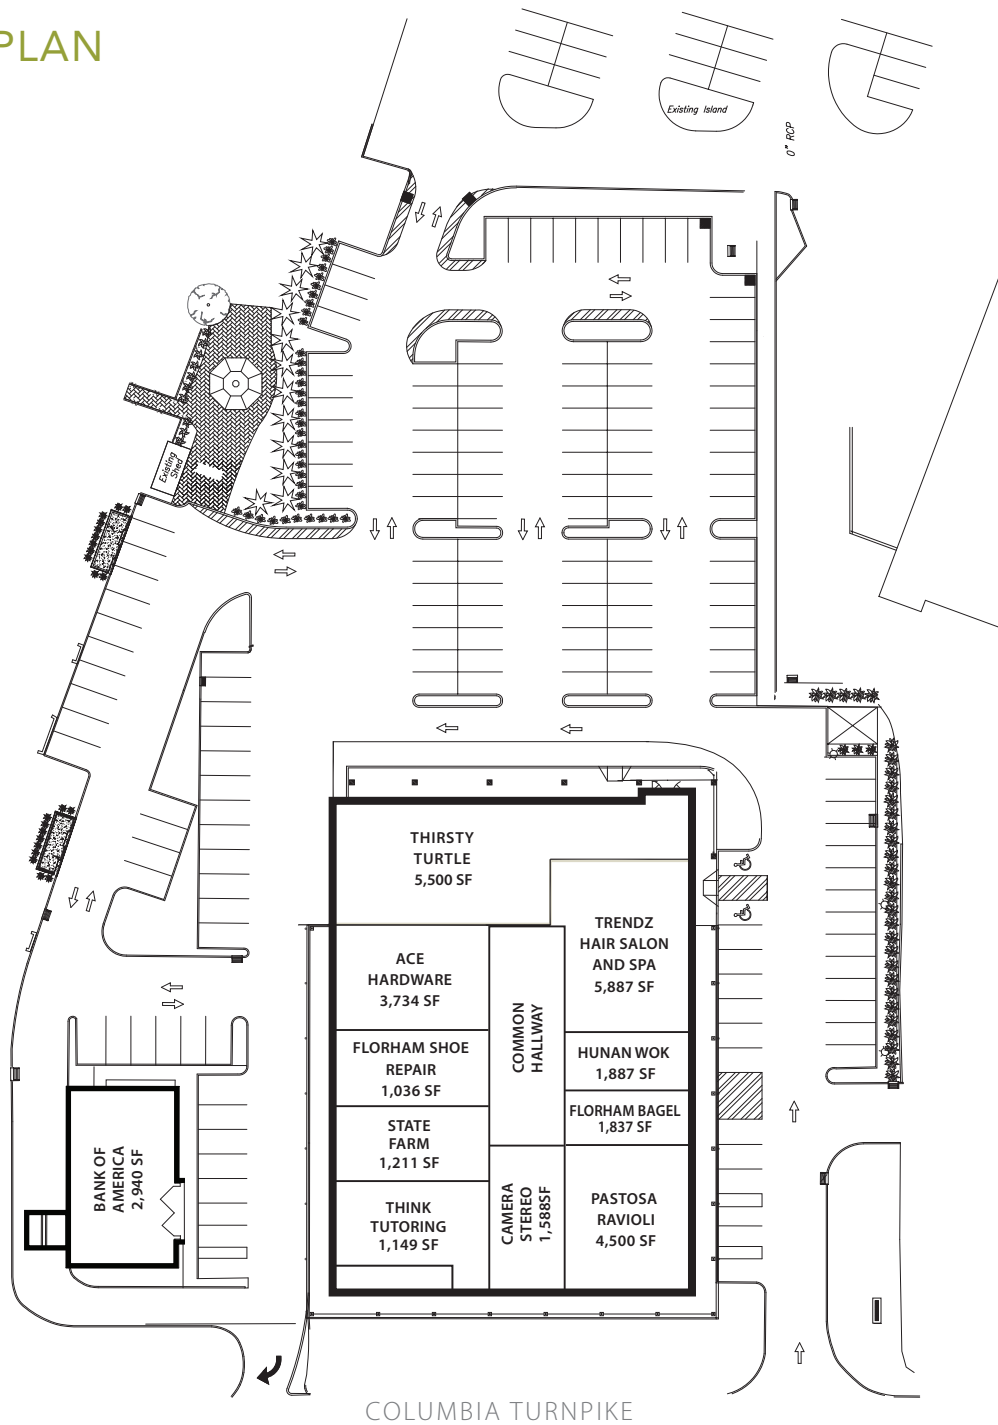 PLAN
Existing Island
0" RCP
Existing
Shed
THIRSTY
TURTLE
5,500 SF
TRENDZ
HAIR SALON
AND SPA
5,887 SF
ACE
HARDWARE
3,734 SF
COMMON
HALLWAY
FLORHAM SHOE
REPAIR
1,036 SF
HUNAN WOK
1,887 SF
FLORHAM BAGEL
1,837 SF
STATE
FARM
1,211 SF
BANK OF
AMERICA
2,940 SF
THINK
TUTORING
1,149 SF
CAMERA
STEREO
1,588SF
PASTOSA
RAVIOLI
4,500 SF
COLUMBIA TURNPIKE